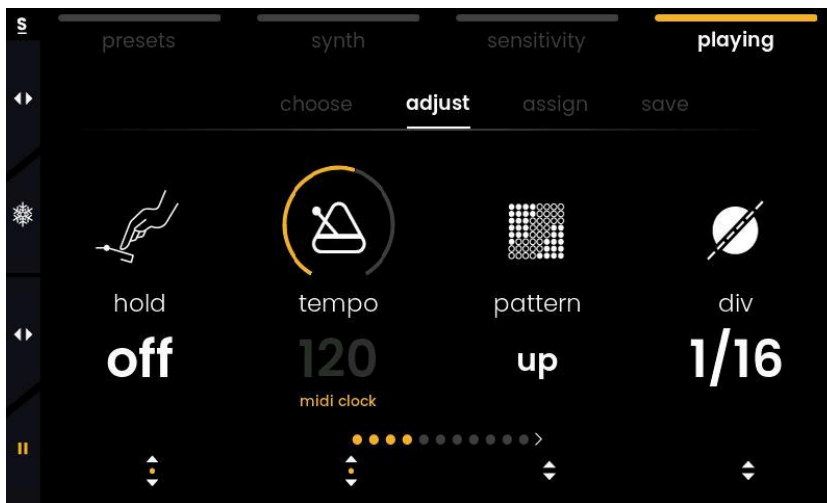 S
presets synth sensitivity playing
choose adjust assign save
hold tempo pattern div
off 120 up 1/16
midi clock